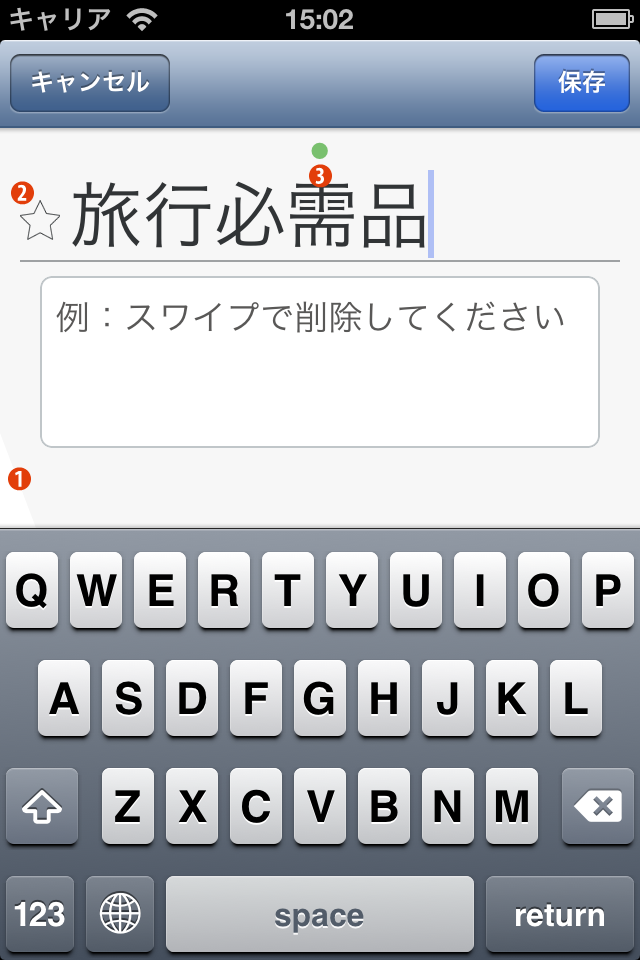 キャリア 15:02
キャンセル 保存
3
2
旅行必需品
例：スワイプで削除してください
1
Q W E R T Y U I O P
A S D F G H J K L
Z X C V B N M
123 space return